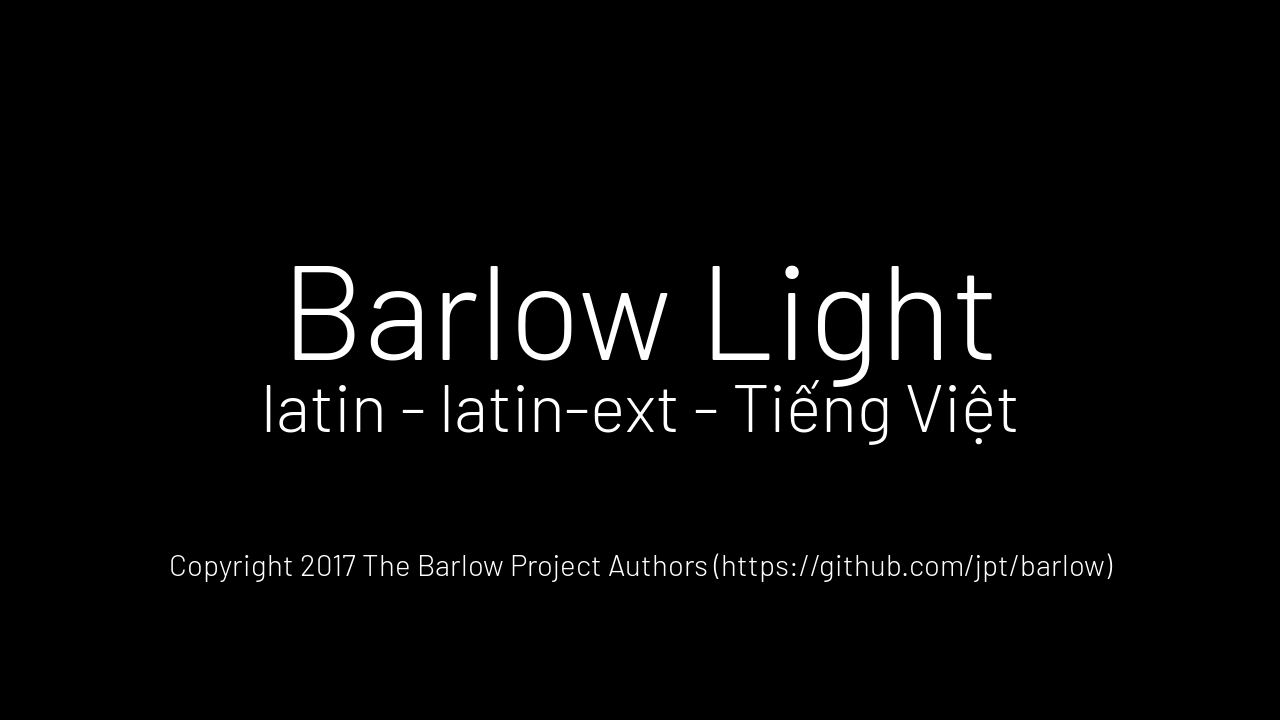 Barlow Light
latin - latin-ext - Tiếng Việt
Copyright 2017 The Barlow Project Authors (https://github.com/jpt/barlow)